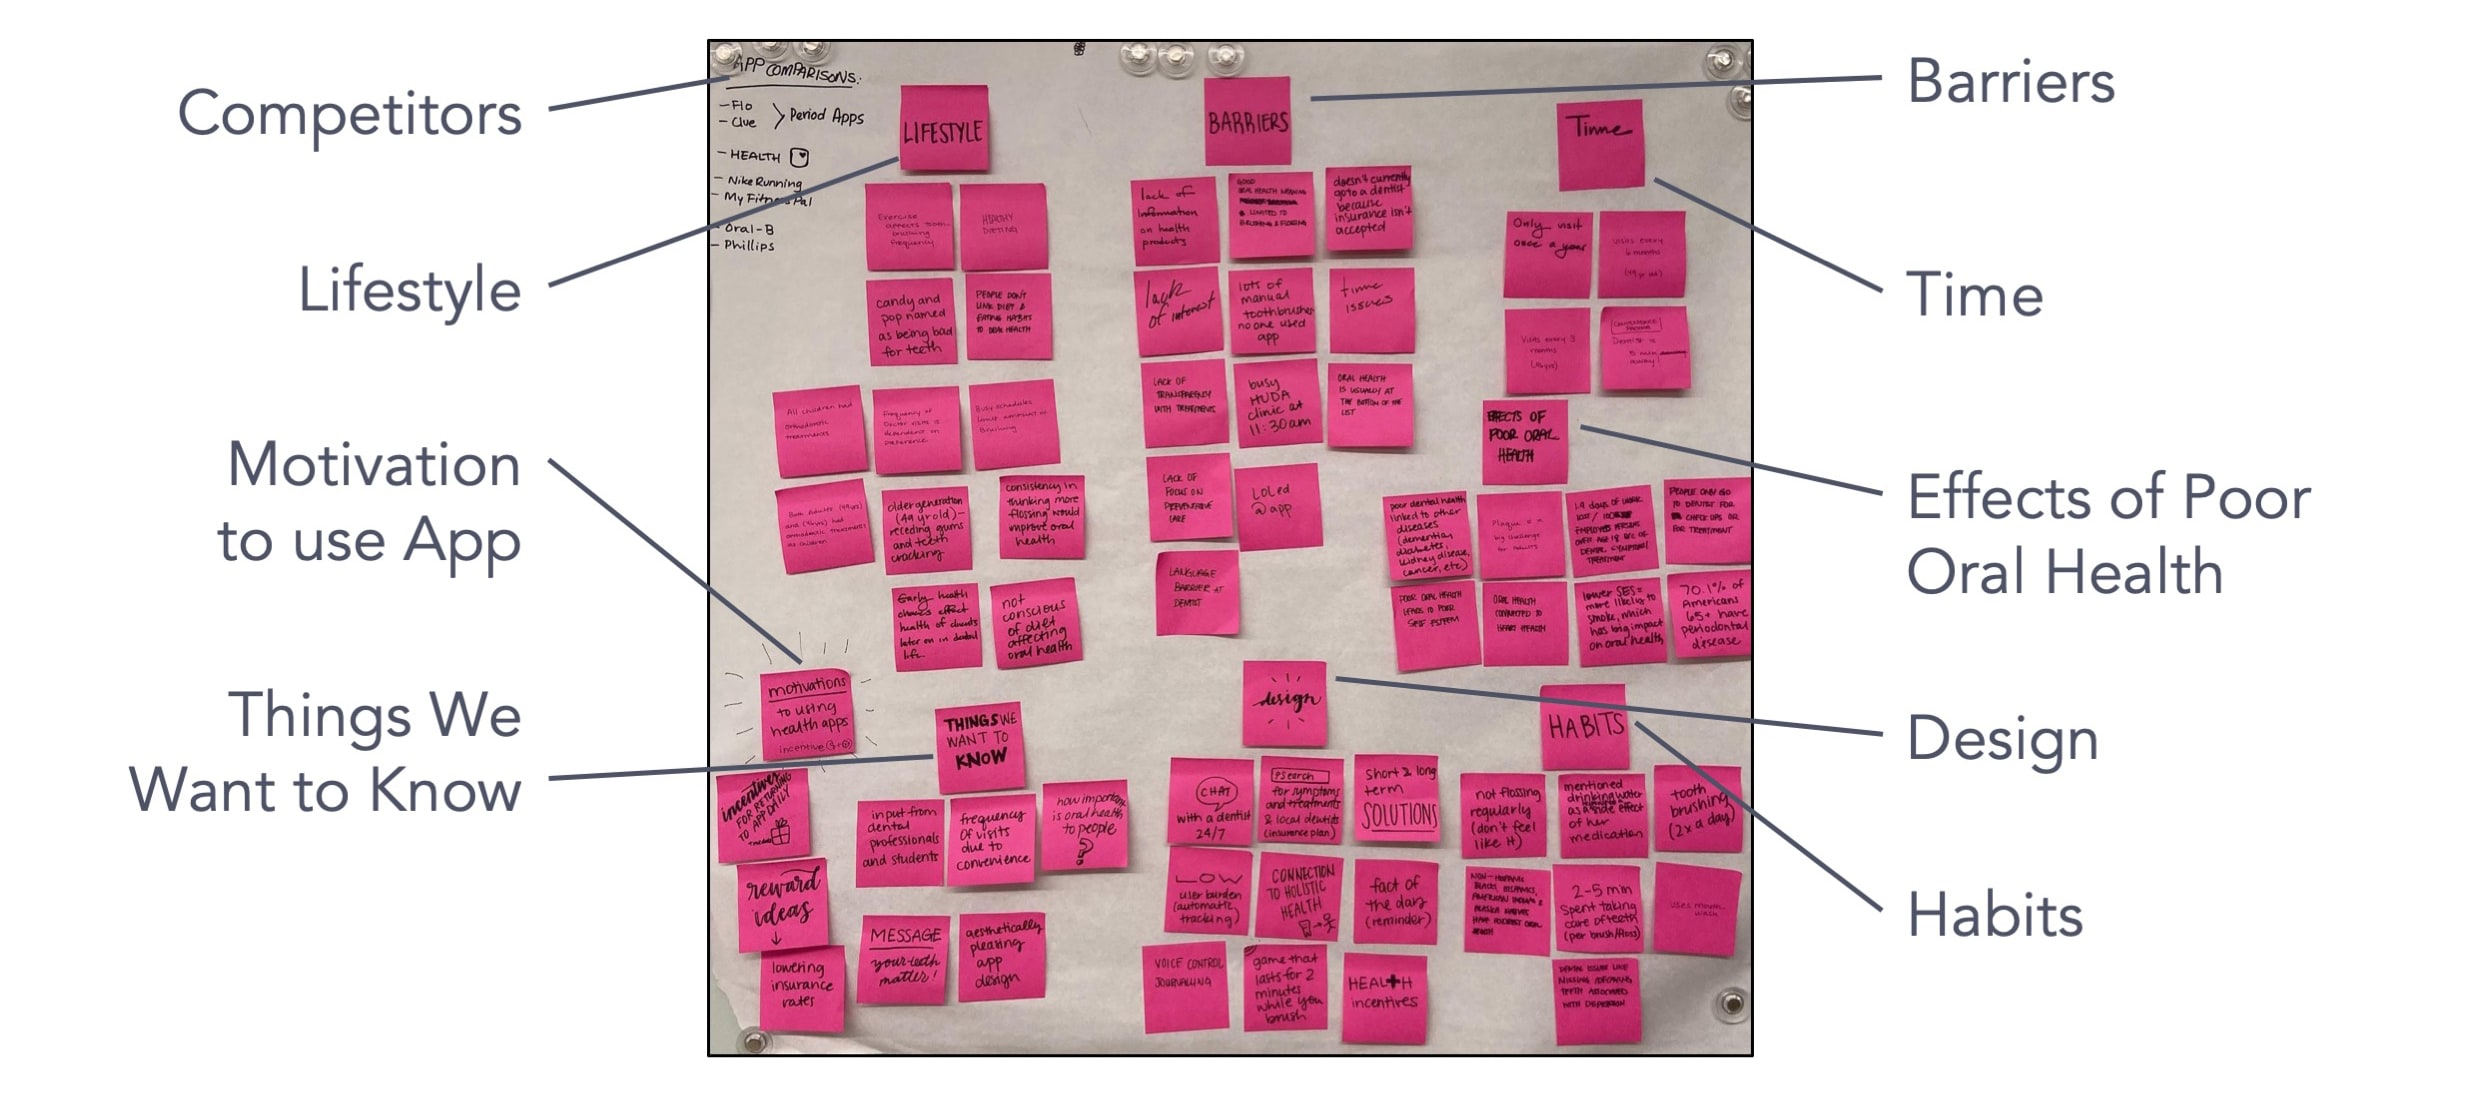 Competitors
Lifestyle
Motivation
to use App
Things We
Want to Know
APP COMPARISONS:
- Flo
- Clue
Period Apps
- HEALTH
- Nike Running
- My Fitness Pal
- Oral-B
- Phillips
LIFESTYLE
Exercise
affects tooth
brushing
frequency
HEALTHY
DIETING
candy and
pop named
as being bad
for teeth
PEOPLE DON'T
LINK DIET &
EATING HABITS
TO ORAL HEALTH
All children had
orthodontic
treatments
Frequency of
Doctor visits is
dependent on
Busy schedules
limit amount of
Brushing
Both Adults (49yrs)
and
had
orthodontic treatment
as children
older generation
(49 yr old)-
receding gums
and teeth
cracking
consistency in
thinking more
flossing would
improve oral
health
Early health
choices effect
health of clients
later on in dental
life.
not
conscious
of diet
affecting
oral health
motivations
to using
health apps
incentive
incentives
FOR RETURNING
TO APP DAILY
reward
ideas
lowering
insurance
rates
THINGS WE
WANT TO
KNOW
input from
dental
professionals
and students
frequency
of visits
due to
convenience
how important
is oral health
to people
?
MESSAGE
your teeth
matter!
aesthetically
pleasing
app
design
BARRIERS
lack of
information
on health
products
GOOD
ORAL HEALTH
LIMITED TO
BRUSHING & FLOSSING
doesn't currently
go to a dentist
because
insurance isn't
accepted
lack
of interest
lots of
manual
toothbrushes
no one used
app
time
issues
LACK OF
TRANSPARENCY
WITH TREATMENTS
busy
HUDA
clinic at
11:30am
ORAL HEALTH
IS USUALLY AT
THE BOTTOM OF THE
LIST
LACK OF
FOCUS ON
PREVENTATIVE
CARE
LOLed
@ app
LANGUAGE
BARRIER AT
DENTIST
design
CHAT
with a dentist
24/7
Search
for symptoms
and treatments
& local dentists
(insurance plan)
short & long
term
SOLUTIONS
LOW
user burden
(automatic
tracking)
CONNECTION
TO HOLISTIC
HEALTH
fact of
the day
(reminder)
VOICE CONTROL
JOURNALING
game that
lasts for 2
minutes
while you
brush
HEALTH
incentives
Time
Only visit
once a year
visits every
6 months
(49 yr old)
Visits every 3
months
Dentist is
5 min
away!
EFFECTS OF
POOR ORAL
HEALTH
poor dental health
linked to other
diseases
(dementia,
diabetes,
kidney disease,
cancer, etc)
Plaque = a
big challenge
for adults
DAYS OF WORK
LOST /
EMPLOYED PERSONS
OVER AGE 18 B/C OF
DENTAL SYMPTOMS/
TREATMENT
PEOPLE ONLY GO
TO DENTIST FOR
CHECK UPS OR
FOR TREATMENT
POOR ORAL HEALTH
LEADS TO POOR
SELF ESTEEM
ORAL HEALTH
CONNECTED TO
HEART HEALTH
lower SES=
more likely to
smoke, which
has big impact
on oral health
70.1% of
Americans
65+ have
periodontal
disease
HABITS
not flossing
regularly
(don't feel
like it)
mentioned
drinking water
as a side effect
of her
medication
tooth
brushing
(2x a day)
NON-HISPANIC
BLACKS, HISPANICS,
AMERICAN INDIANS &
ALASKA NATIVES
HAVE POOREST ORAL
HEALTH
2-5 min
spent taking
care of teeth
(per brush/floss)
uses mouth
wash
DENTAL ISSUES LIKE
MISSING
TEETH ASSOCIATED
WITH DEPRESSION
Barriers
Time
Effects of Poor
Oral Health
Design
Habits